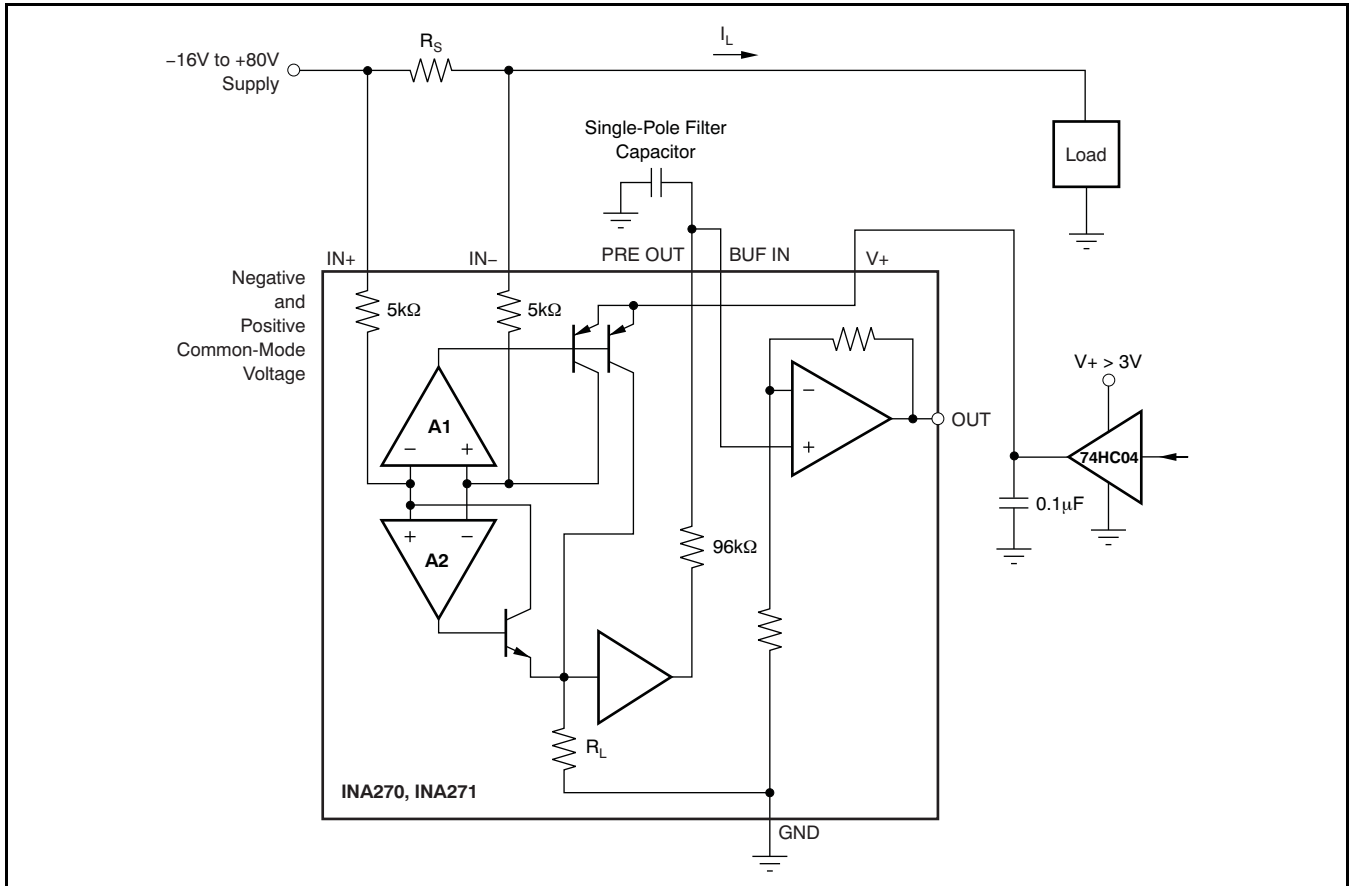 −16V to +80V
Supply
R_S
I_L
Single-Pole Filter
Capacitor
Load
IN+
IN−
PRE OUT
BUF IN
V+
Negative
and
Positive
Common-Mode
Voltage
5kΩ
5kΩ
V+ > 3V
A1
− +
−
+
OUT
74HC04
0.1µF
+ −
A2
96kΩ
R_L
INA270, INA271
GND